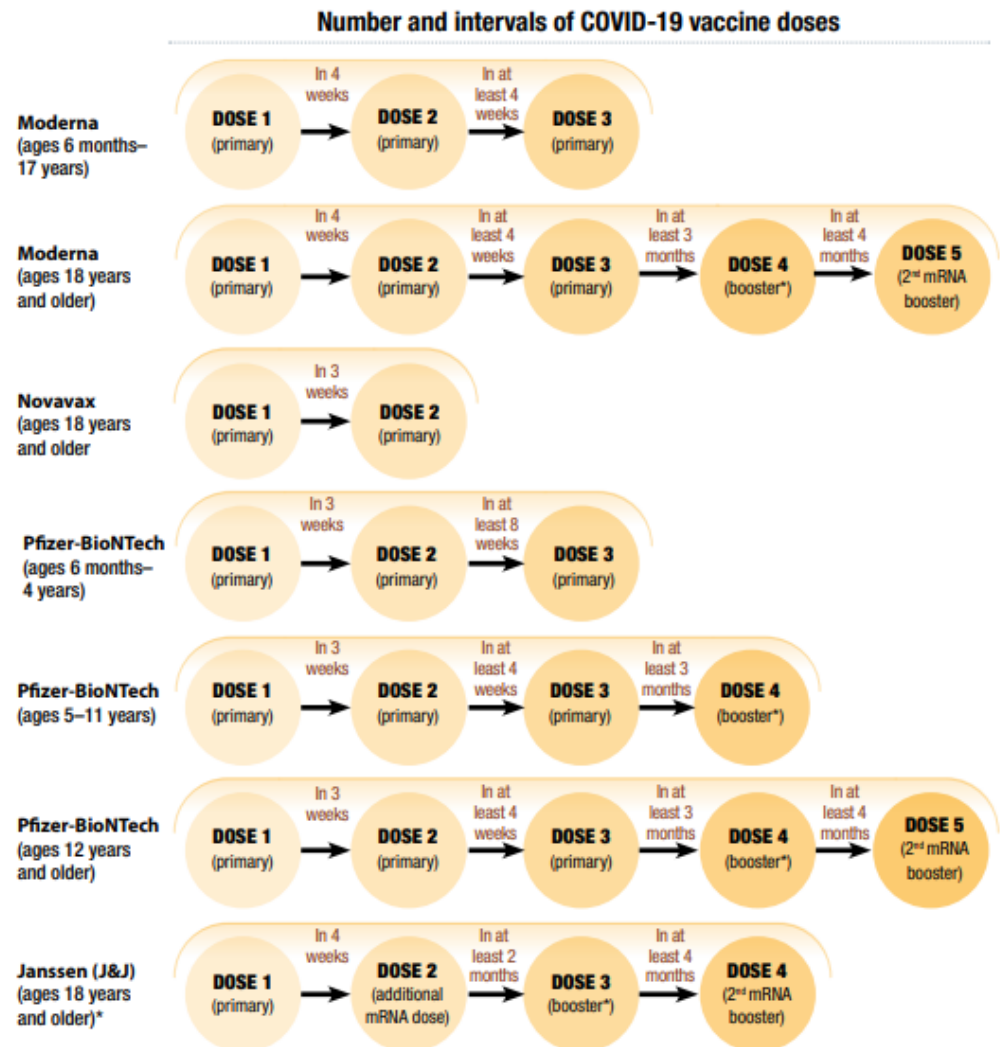 Number and intervals of COVID-19 vaccine doses
Moderna
(ages 6 months–
17 years)
DOSE 1
(primary)
In 4
weeks
DOSE 2
(primary)
In at
least 4
weeks
DOSE 3
(primary)
Moderna
(ages 18 years
and older)
DOSE 1
(primary)
In 4
weeks
DOSE 2
(primary)
In at
least 4
weeks
DOSE 3
(primary)
In at
least 3
months
DOSE 4
(booster*)
In at
least 4
months
DOSE 5
(2nd mRNA
booster)
Novavax
(ages 18 years
and older
DOSE 1
(primary)
In 3
weeks
DOSE 2
(primary)
Pfizer-BioNTech
(ages 6 months–
4 years)
DOSE 1
(primary)
In 3
weeks
DOSE 2
(primary)
In at
least 8
weeks
DOSE 3
(primary)
Pfizer-BioNTech
(ages 5–11 years)
DOSE 1
(primary)
In 3
weeks
DOSE 2
(primary)
In at
least 4
weeks
DOSE 3
(primary)
In at
least 3
months
DOSE 4
(booster*)
Pfizer-BioNTech
(ages 12 years
and older)
DOSE 1
(primary)
In 3
weeks
DOSE 2
(primary)
In at
least 4
weeks
DOSE 3
(primary)
In at
least 3
months
DOSE 4
(booster*)
In at
least 4
months
DOSE 5
(2nd mRNA
booster)
Janssen (J&J)
(ages 18 years
and older)*
DOSE 1
(primary)
In 4
weeks
DOSE 2
(additional
mRNA dose)
In at
least 2
months
DOSE 3
(booster*)
In at
least 4
months
DOSE 4
(2nd mRNA
booster)